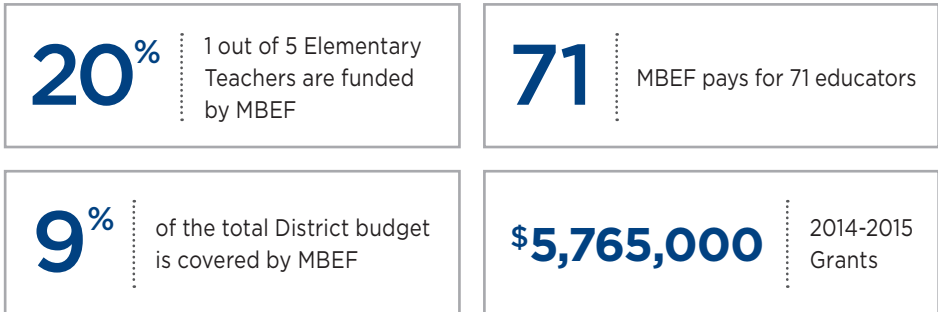 20%
1 out of 5 Elementary
Teachers are funded
by MBEF
71
MBEF pays for 71 educators
9%
of the total District budget
is covered by MBEF
$5,765,000
2014-2015
Grants